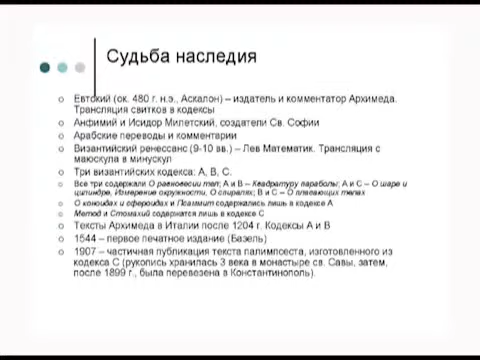 Судьба наследия
Евтокий (ок. 480 г. н.э., Аскалон) – издатель и комментатор Архимеда.
Трансляция свитков в кодексы
Анфимий и Исидор Милетский, создатели Св. Софии
Арабские переводы и комментарии
Византийский ренессанс (9-10 вв.) – Лев Математик. Трансляция с
маюскула в минускул
Три византийских кодекса: А, В, С.
Все три содержали О равновесии тел; А и В – Квадратуру параболы; А и С – О шаре и
цилиндре, Измерение окружности, О спиралях; В и С – О плавающих телах
О коноидах и сфероидах и Псаммит содержались лишь в кодексе А
Метод и Стомахий содержатся лишь в кодексе С
Тексты Архимеда в Италии после 1204 г. Кодексы А и В
1544 – первое печатное издание (Базель)
1907 – частичная публикация текста палимпсеста, изготовленного из
кодекса С (рукопись хранилась 3 века в монастыре св. Савы, затем,
после 1899 г., была перевезена в Константинополь).